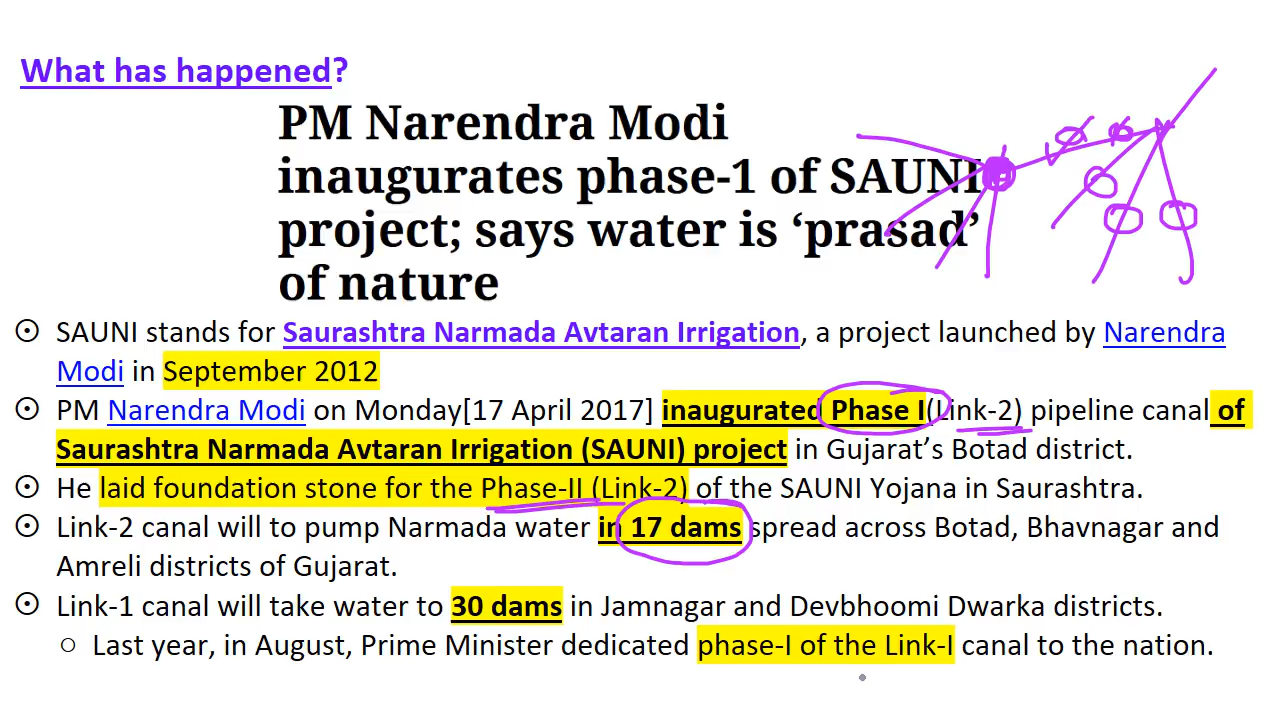 What has happened?
PM Narendra Modi
inaugurates phase-1 of SAUNI
project; says water is ‘prasad’
of nature
SAUNI stands for Saurashtra Narmada Avtaran Irrigation, a project launched by Narendra
Modi in September 2012
PM Narendra Modi on Monday[17 April 2017] inaugurated Phase I(Link-2) pipeline canal of
Saurashtra Narmada Avtaran Irrigation (SAUNI) project in Gujarat’s Botad district.
He laid foundation stone for the Phase-II (Link-2) of the SAUNI Yojana in Saurashtra.
Link-2 canal will to pump Narmada water in 17 dams spread across Botad, Bhavnagar and
Amreli districts of Gujarat.
Link-1 canal will take water to 30 dams in Jamnagar and Devbhoomi Dwarka districts.
Last year, in August, Prime Minister dedicated phase-I of the Link-I canal to the nation.